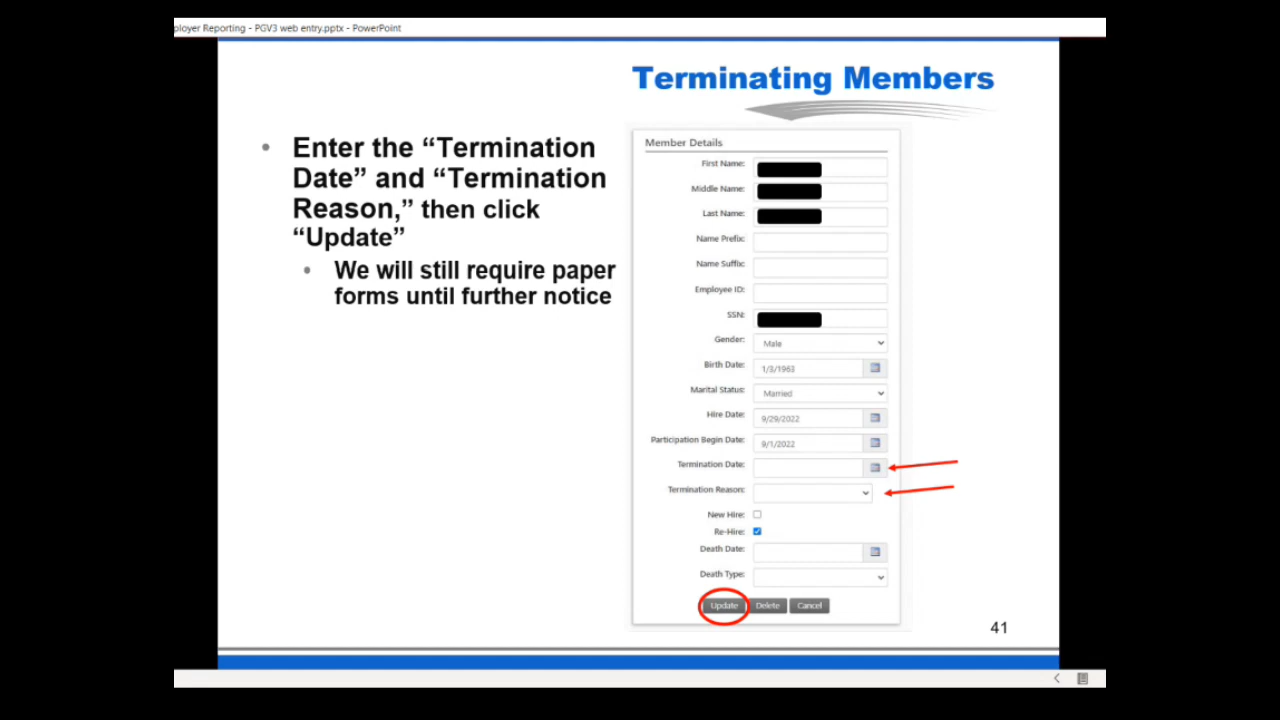 ployer Reporting - PGV3 web entry.pptx - PowerPoint
Terminating Members
• Enter the “Termination
Date” and “Termination
Reason,” then click
“Update”
• We will still require paper
forms until further notice
Member Details
First Name:
Middle Name:
Last Name:
Name Prefix:
Name Suffix:
Employee ID:
SSN:
Gender: Male
Birth Date: 1/3/1963
Marital Status: Married
Hire Date: 9/29/2022
Participation Begin Date: 9/1/2022
Termination Date:
Termination Reason:
New Hire:
Re-Hire:
Death Date:
Death Type:
Update Delete Cancel
41